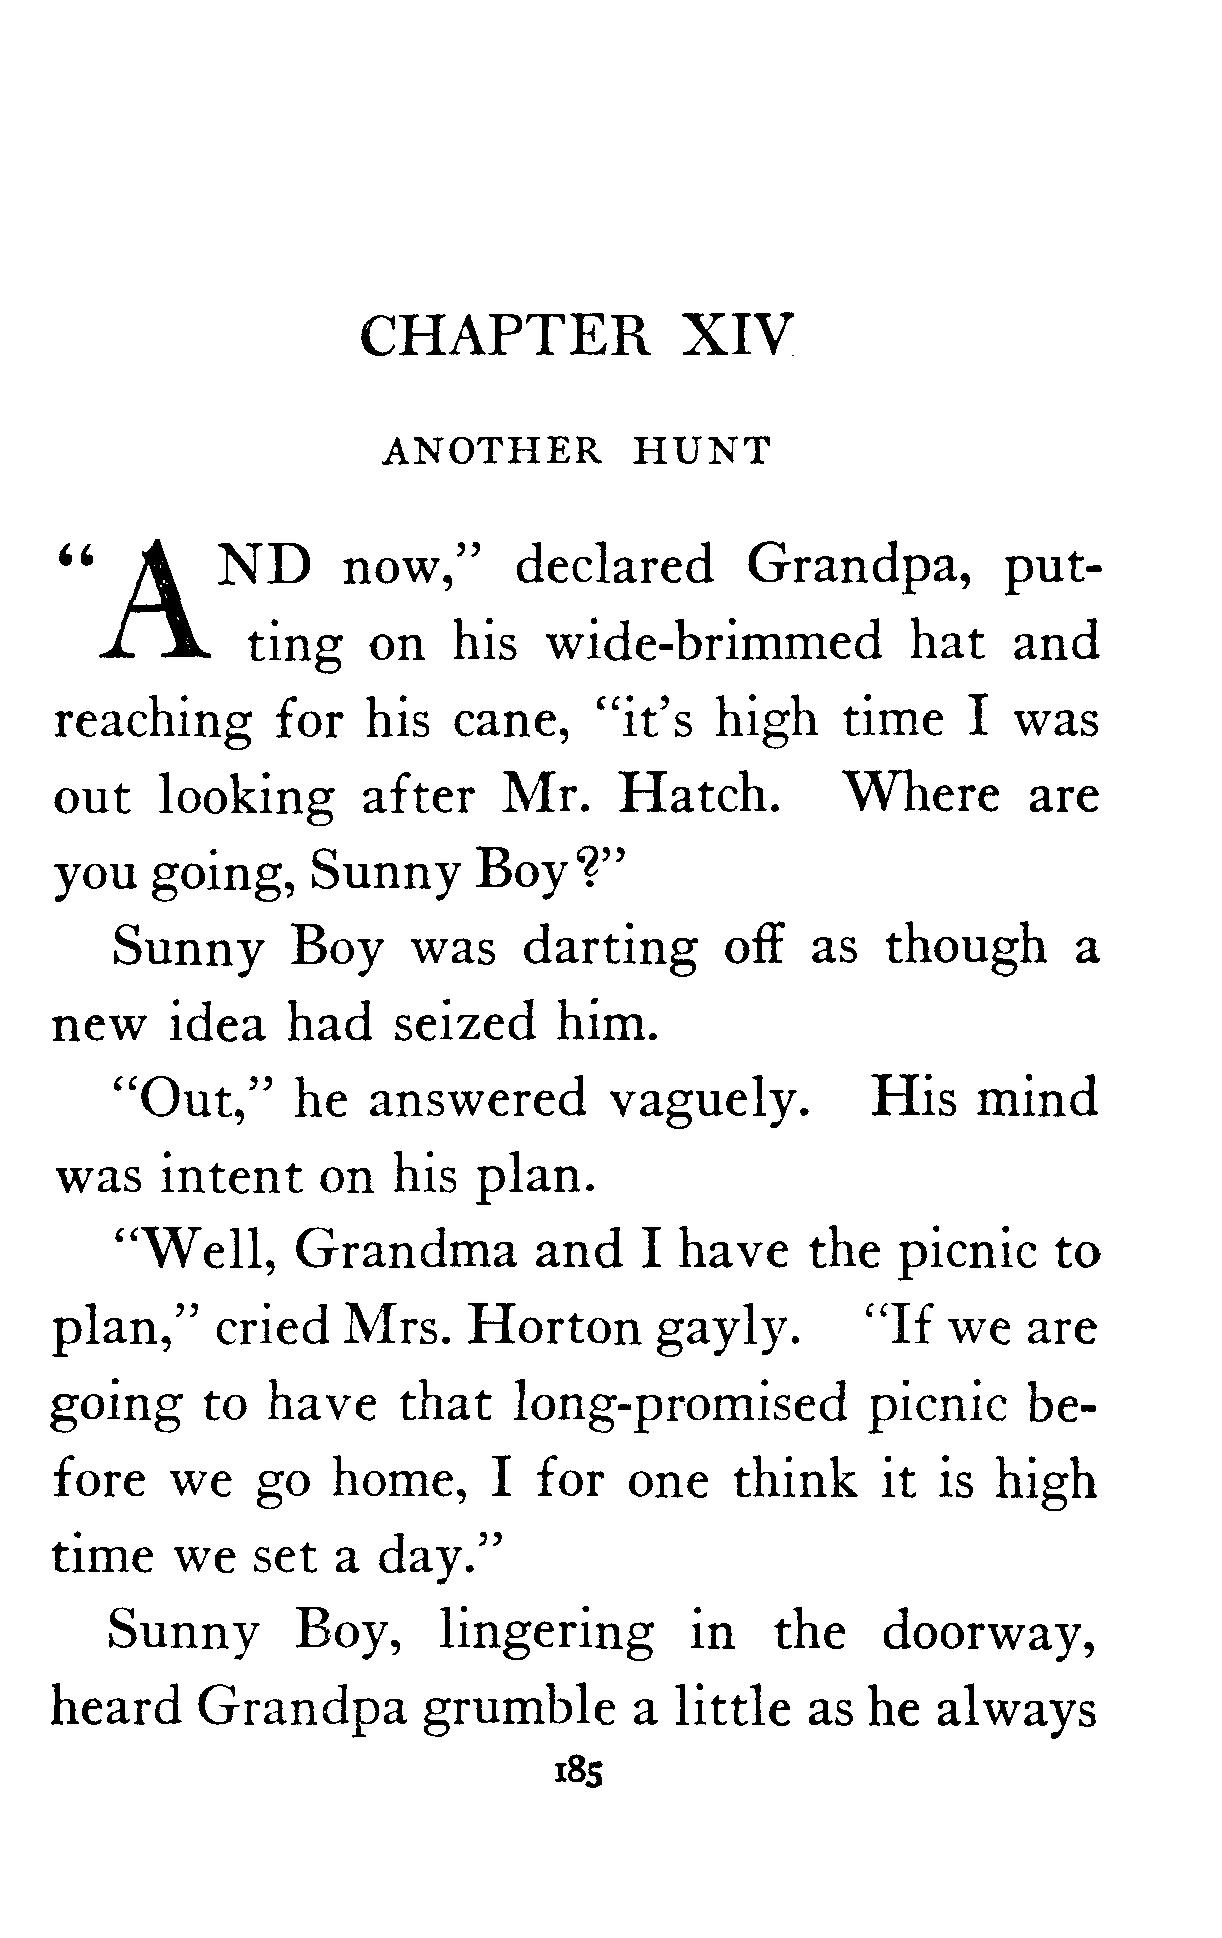 CHAPTER XIV
ANOTHER HUNT
“AND now,” declared Grandpa, put-
ting on his wide-brimmed hat and
reaching for his cane, “it’s high time I was
out looking after Mr. Hatch. Where are
you going, Sunny Boy?”
Sunny Boy was darting off as though a
new idea had seized him.
“Out,” he answered vaguely. His mind
was intent on his plan.
“Well, Grandma and I have the picnic to
plan,” cried Mrs. Horton gayly. “If we are
going to have that long-promised picnic be-
fore we go home, I for one think it is high
time we set a day.”
Sunny Boy, lingering in the doorway,
heard Grandpa grumble a little as he always
185